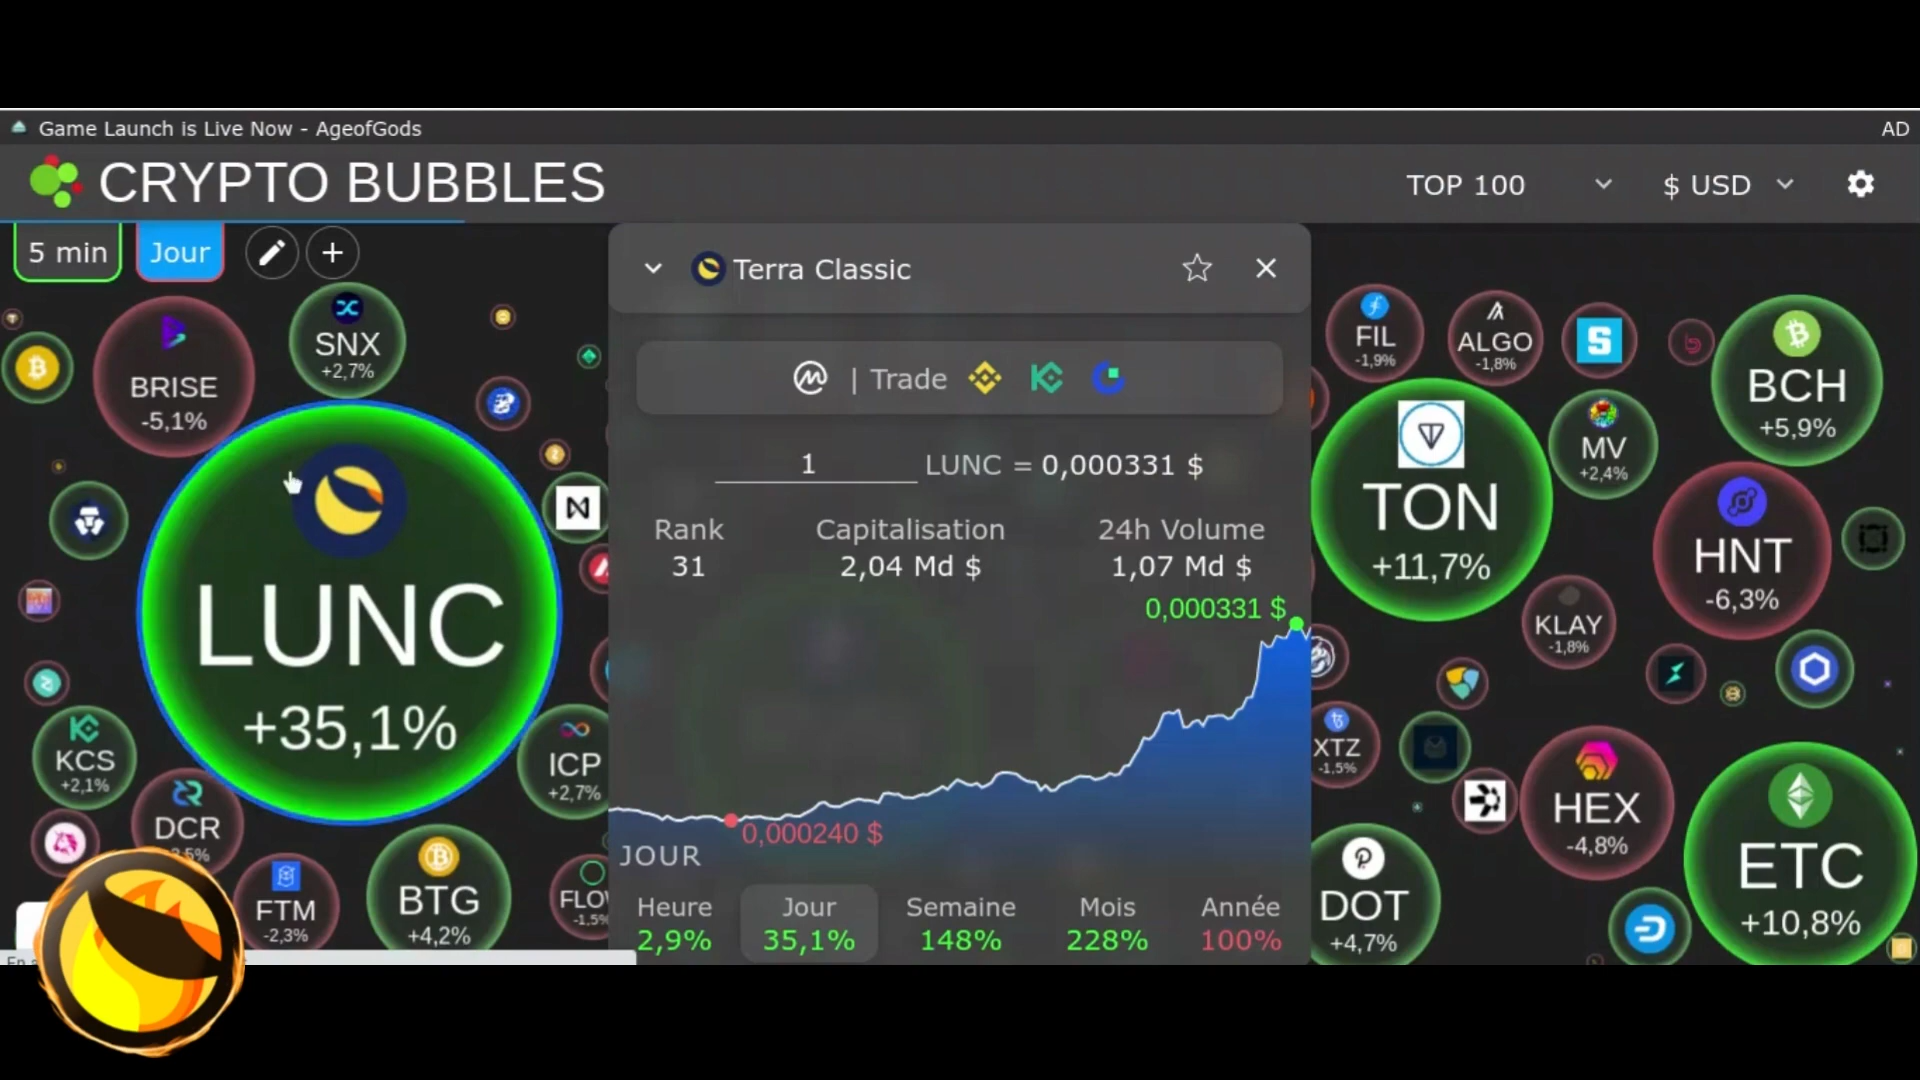 Game Launch is Live Now - AgeofGods
AD
CRYPTO BUBBLES
TOP 100
$ USD
5 min
Jour
Terra Classic
| Trade
1 LUNC = 0,000331 $
Rank
Capitalisation
24h Volume
31
2,04 Md $
1,07 Md $
0,000331 $
0,000240 $
JOUR
Heure
Jour
Semaine
Mois
Année
2,9%
35,1%
148%
228%
100%
BRISE
-5,1%
SNX
+2,7%
LUNC
+35,1%
KCS
+2,1%
DCR
ICP
+2,7%
FTM
-2,3%
BTG
+4,2%
FLO
-1,5%
FIL
-1,9%
ALGO
-1,8%
BCH
+5,9%
TON
+11,7%
MV
+2,4%
HNT
-6,3%
KLAY
-1,8%
XTZ
-1,5%
HEX
-4,8%
DOT
+4,7%
ETC
+10,8%